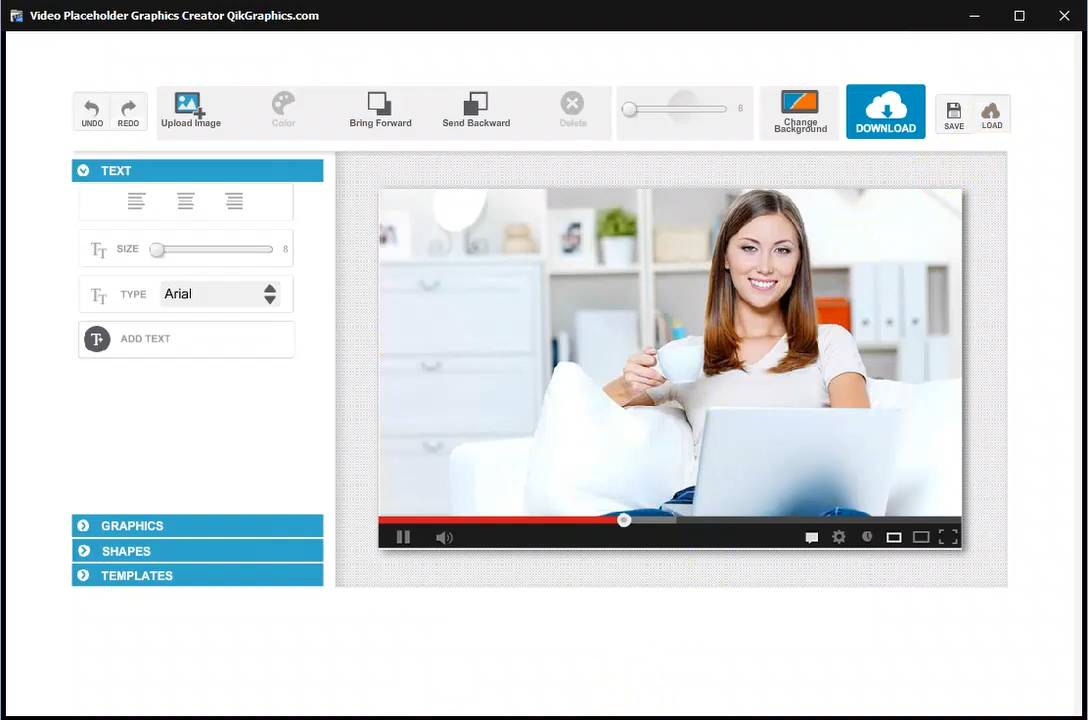 Video Placeholder Graphics Creator QikGraphics.com
UNDO
REDO
Upload Image
Color
Bring Forward
Send Backward
Delete
8
Change
Background
DOWNLOAD
SAVE
LOAD
TEXT
SIZE
8
TYPE
Arial
ADD TEXT
GRAPHICS
SHAPES
TEMPLATES